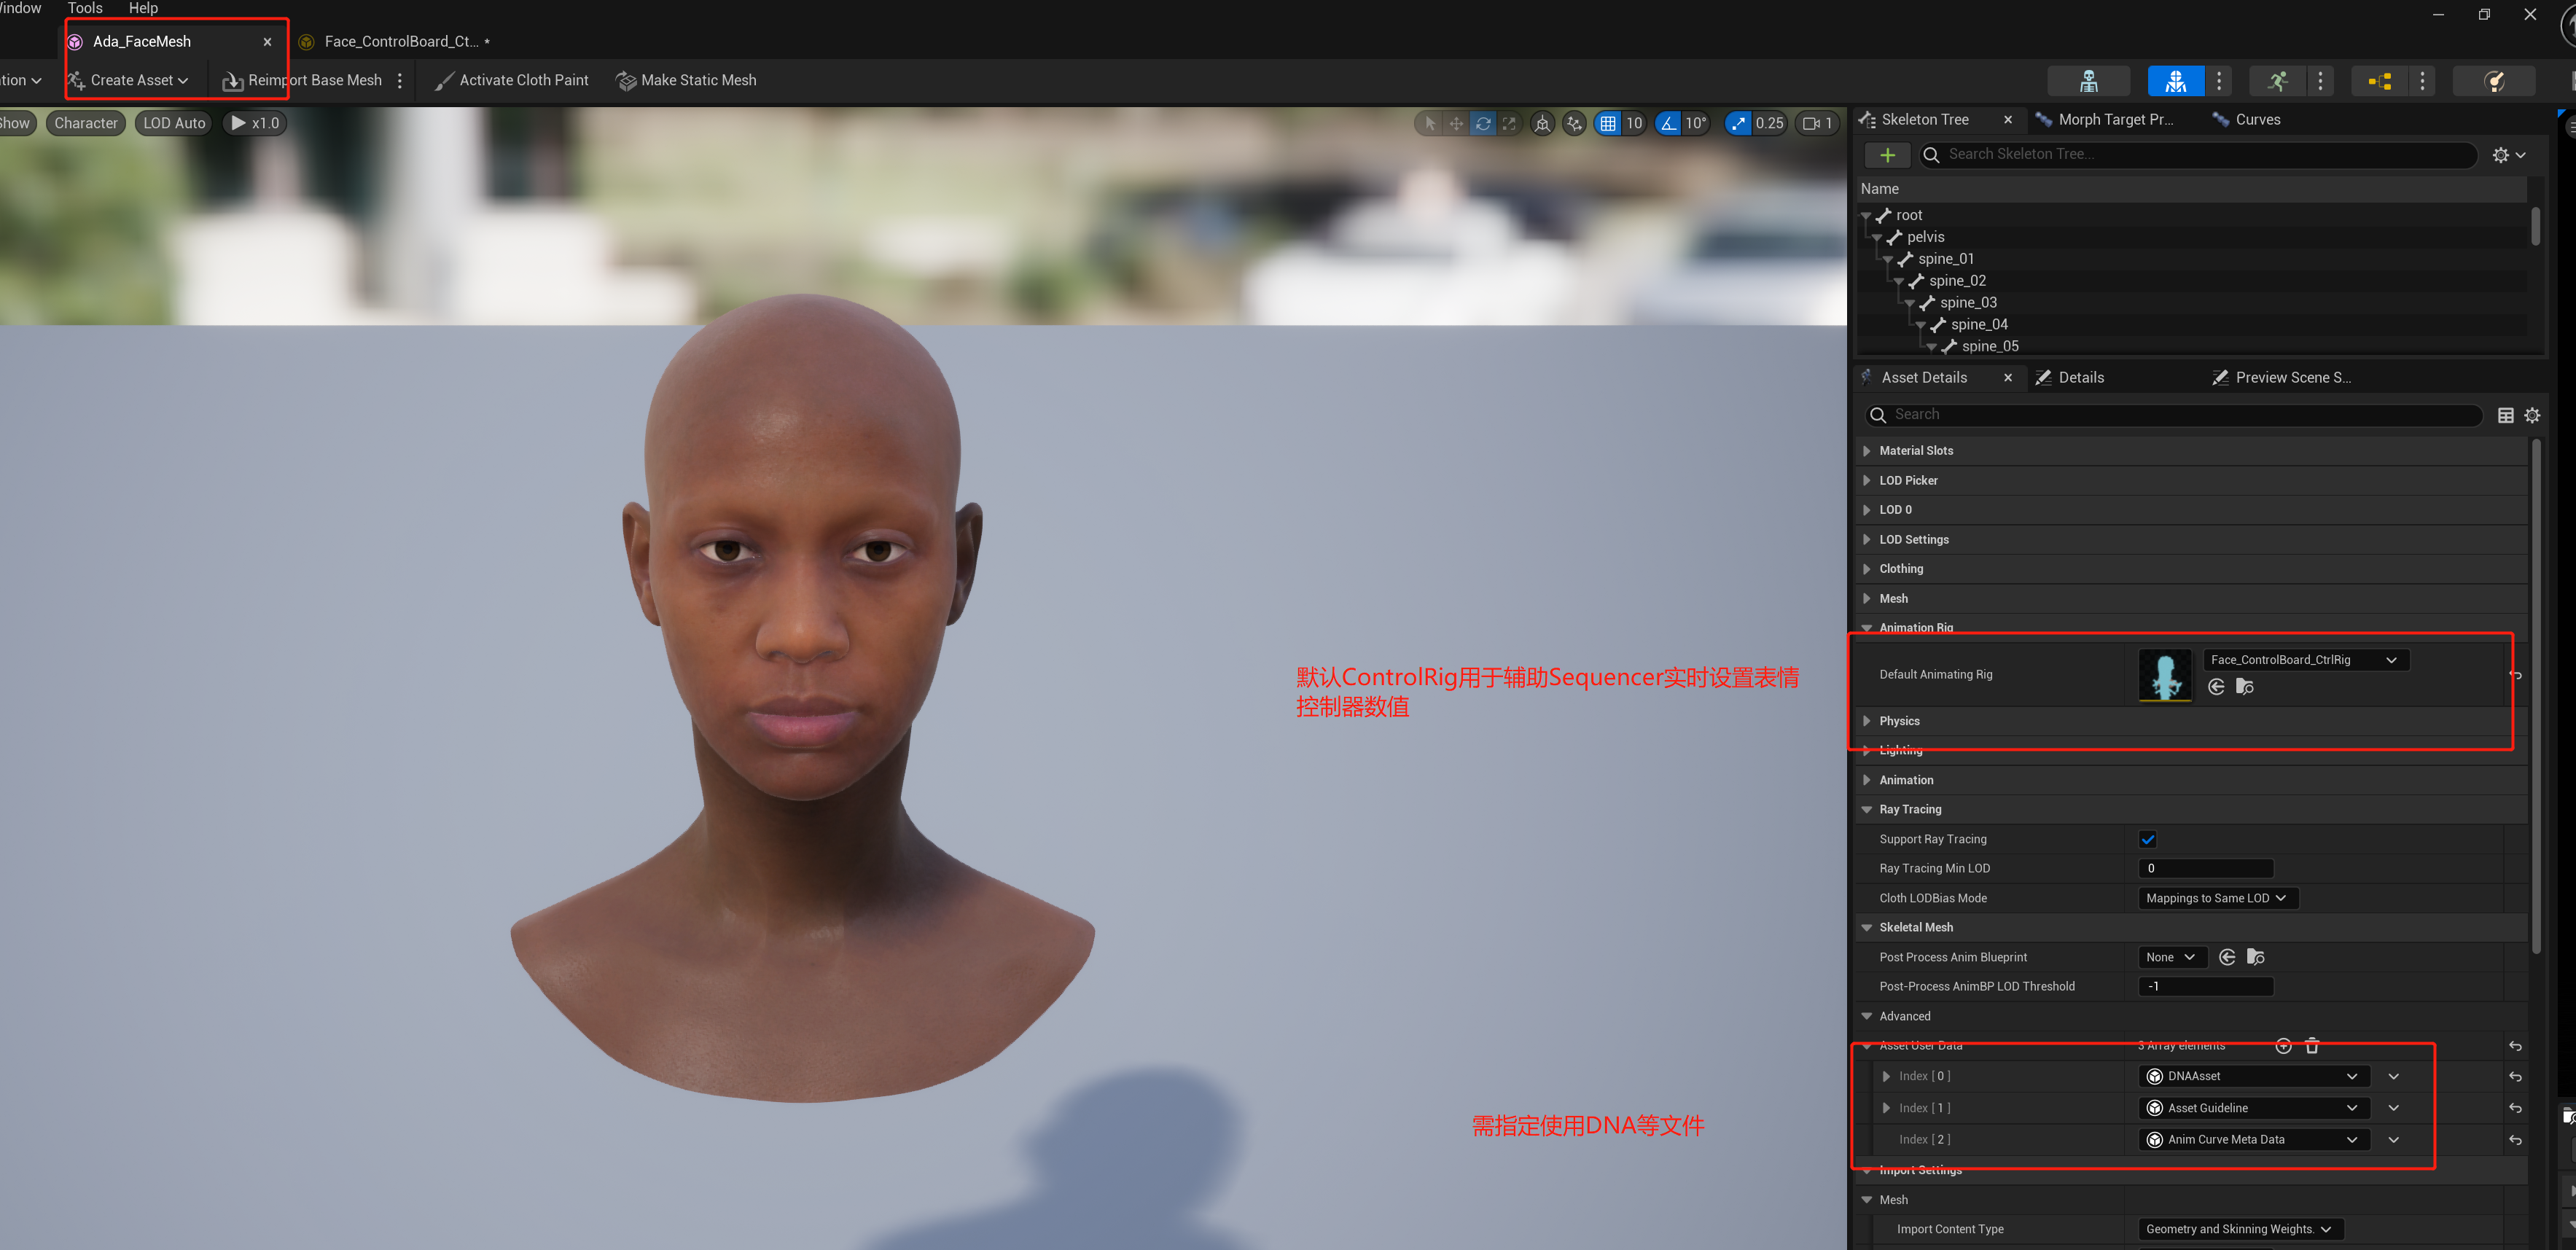 Window Tools Help
Ada_FaceMesh × Face_ControlBoard_Ct... •
Create Asset Reimport Base Mesh Activate Cloth Paint Make Static Mesh
Show Character LOD Auto x1.0 10 10° 0.25 1
Skeleton Tree × Morph Target Pr... Curves
Search Skeleton Tree...
Name
root
pelvis
spine_01
spine_02
spine_03
spine_04
spine_05
Asset Details × Details Preview Scene S...
Search
Material Slots
LOD Picker
LOD 0
LOD Settings
Clothing
Mesh
Animation Rig
Default Animating Rig Face_ControlBoard_CtrlRig
默认ControlRig用于辅助Sequencer实时设置表情
控制器数值
Physics
Lighting
Animation
Ray Tracing
Support Ray Tracing
Ray Tracing Min LOD 0
Cloth LODBias Mode Mappings to Same LOD
Skeletal Mesh
Post Process Anim Blueprint None
Post-Process AnimBP LOD Threshold -1
Advanced
Asset User Data 3 Array elements
Index [ 0 ] DNAAsset
Index [ 1 ] Asset Guideline
需指定使用DNA等文件
Index [ 2 ] Anim Curve Meta Data
Import Settings
Mesh
Import Content Type Geometry and Skinning Weights.